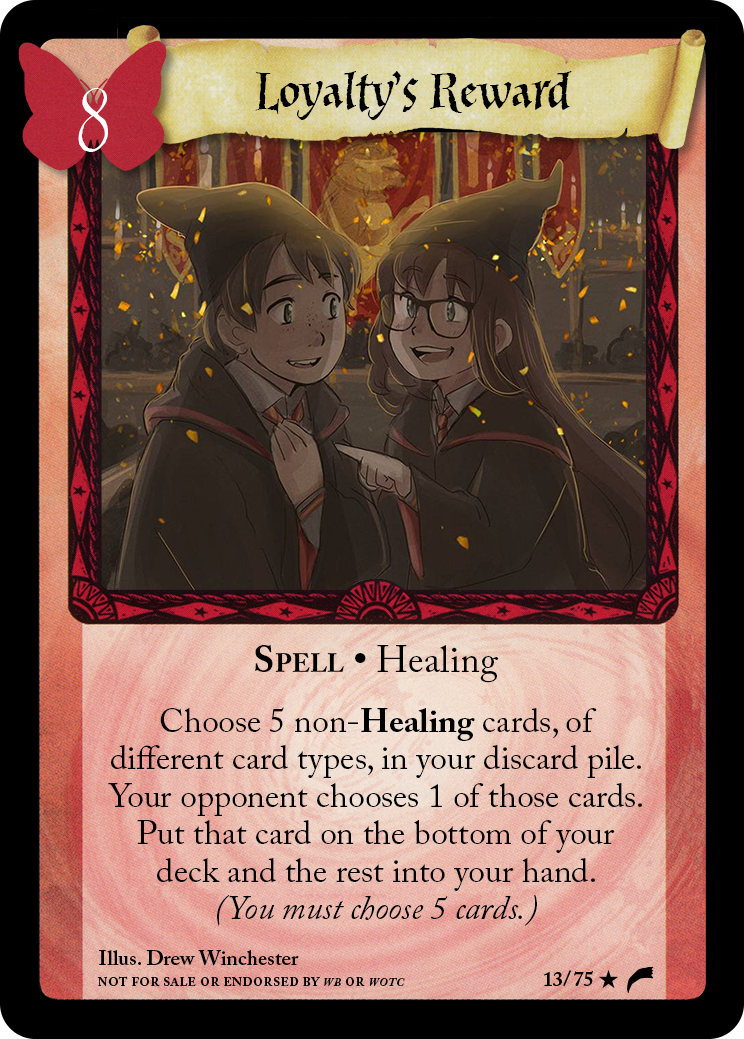 8
Loyalty's Reward
SPELL • Healing
Choose 5 non-Healing cards, of
different card types, in your discard pile.
Your opponent chooses 1 of those cards.
Put that card on the bottom of your
deck and the rest into your hand.
(You must choose 5 cards.)
Illus. Drew Winchester
NOT FOR SALE OR ENDORSED BY WB OR WOTC
13/75 ★